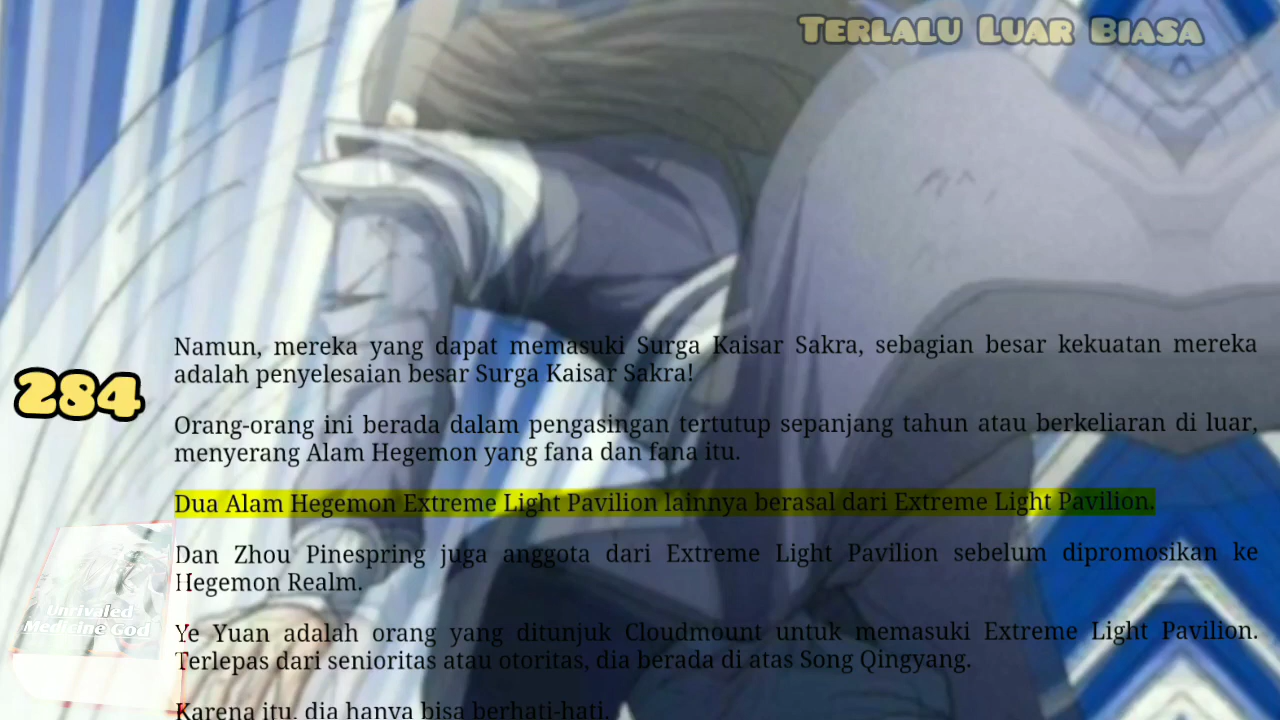 Terlalu Luar Biasa
Namun, mereka yang dapat memasuki Surga Kaisar Sakra, sebagian besar kekuatan mereka
adalah penyelesaian besar Surga Kaisar Sakra!
284
Orang-orang ini berada dalam pengasingan tertutup sepanjang tahun atau berkeliaran di luar,
menyerang Alam Hegemon yang fana dan fana itu.
Dua Alam Hegemon Extreme Light Pavilion lainnya berasal dari Extreme Light Pavilion.
Dan Zhou Pinespring juga anggota dari Extreme Light Pavilion sebelum dipromosikan ke
Hegemon Realm.
Unrivaled
Medicine God
Ye Yuan adalah orang yang ditunjuk Cloudmount untuk memasuki Extreme Light Pavilion.
Terlepas dari senioritas atau otoritas, dia berada di atas Song Qingyang.
Karena itu, dia hanya bisa berhati-hati.